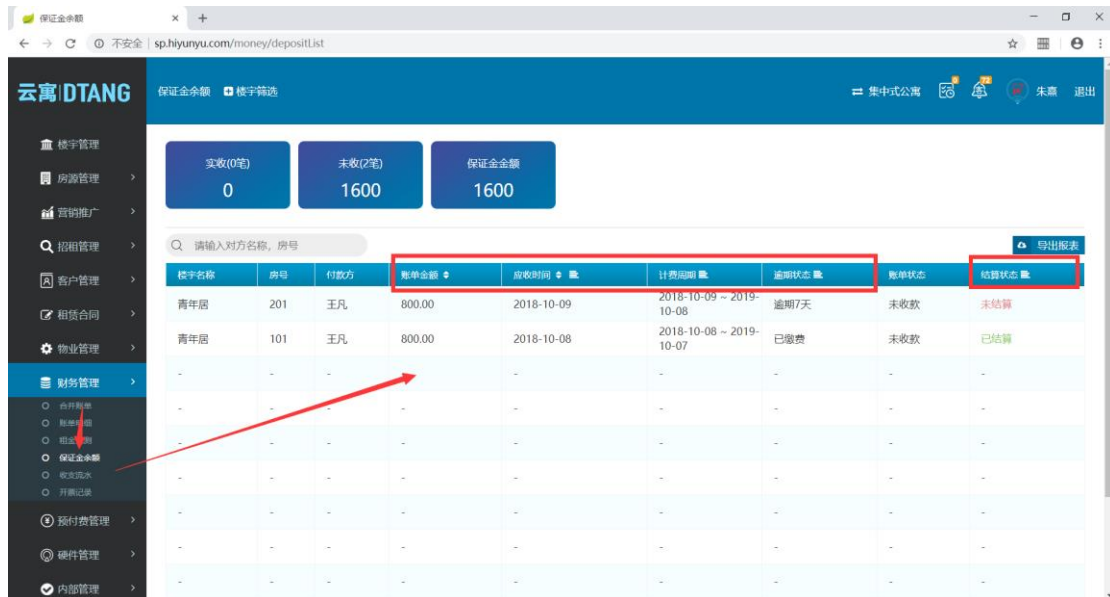 保证金余额
不安全 | sp.hiyunyu.com/money/depositList
云寓 DTANG
保证金余额 楼宇筛选
集中式公寓
72
朱熹 退出
楼宇管理
房源管理
营销推广
招租管理
客户管理
租赁合同
物业管理
财务管理
合并账单
账单明细
保证金余额
收支流水
开票记录
预付费管理
硬件管理
内部管理
实收(0笔)
0
未收(2笔)
1600
保证金金额
1600
请输入对方名称，房号
导出报表
楼宇名称 房号 付款方 账单金额 应收时间 计费周期 逾期状态 账单状态 结算状态
青年居 201 王凡 800.00 2018-10-09 2018-10-09 ~ 2019-10-08 逾期7天 未收款 未结算
青年居 101 王凡 800.00 2018-10-08 2018-10-08 ~ 2019-10-07 已缴费 未收款 已结算
- - - - - - - - -
- - - - - - - - -
- - - - - - - - -
- - - - - - - - -
- - - - - - - - -
- - - - - - - - -
- - - - - - - - -